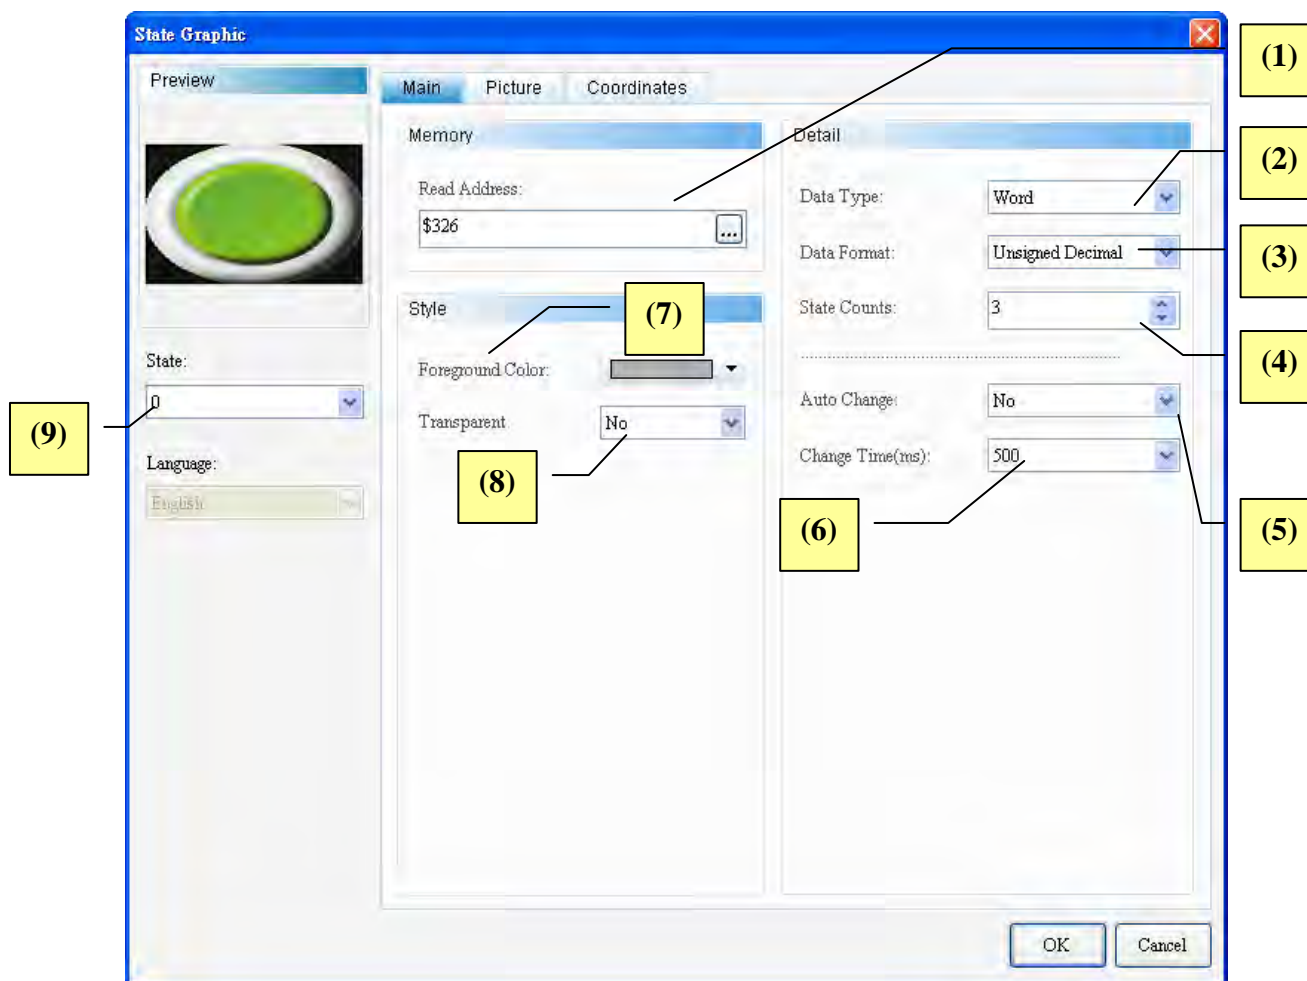 State Graphic
(1)
Preview
Main Picture Coordinates
Memory
Detail
(2)
Read Address:
$326
...
Data Type: Word
Data Format: Unsigned Decimal
(3)
State Counts: 3
(4)
Style
(7)
Foreground Color:
Transparent No
(8)
State:
0
(9)
Language:
English
Auto Change: No
Change Time(ms): 500
(6)
(5)
OK Cancel